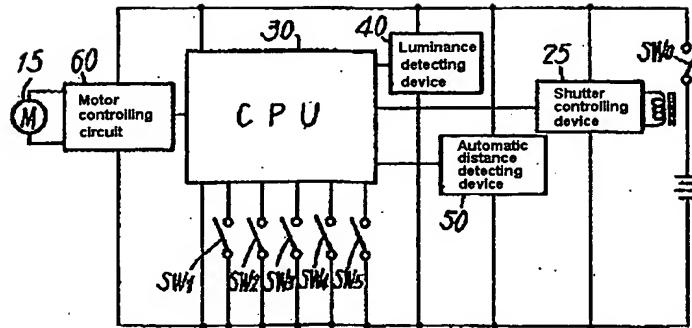 15
60
30
40
25
SW0
M
Motor
controlling
circuit
C P U
Luminance
detecting
device
Shutter
controlling
device
Automatic
distance
detecting
device
50
SW1
SW2
SW3
SW4
SW5